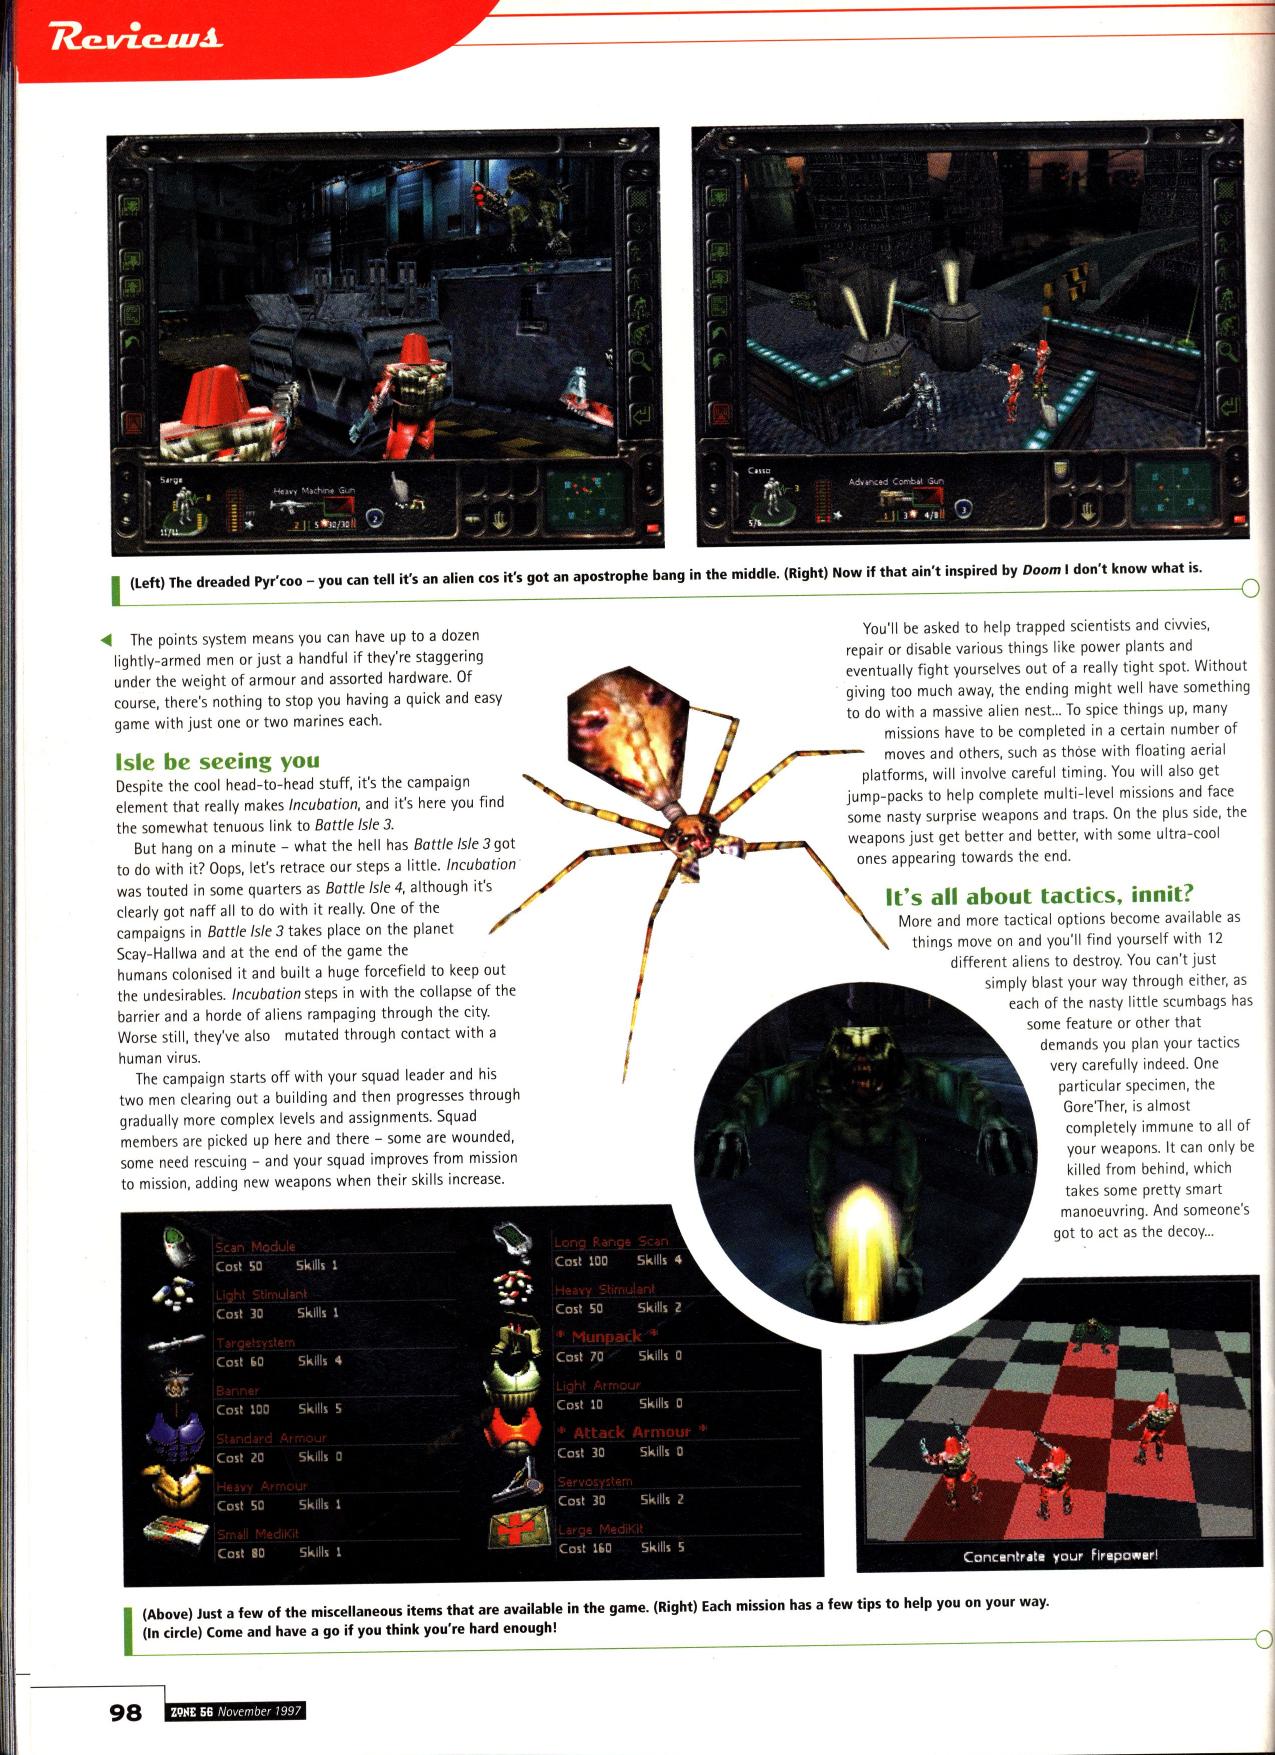 Reviews
1
8
Sarge
8
11/11
Heavy Machine Gun
2 5 30/30
2
Casso
3
5/6
Advanced Combat Gun
1 3 4/8
3
(Left) The dreaded Pyr'coo – you can tell it's an alien cos it's got an apostrophe bang in the middle. (Right) Now if that ain't inspired by Doom I don't know what is.
The points system means you can have up to a dozen
lightly-armed men or just a handful if they're staggering
under the weight of armour and assorted hardware. Of
course, there's nothing to stop you having a quick and easy
game with just one or two marines each.
Isle be seeing you
Despite the cool head-to-head stuff, it's the campaign
element that really makes Incubation, and it's here you find
the somewhat tenuous link to Battle Isle 3.
But hang on a minute – what the hell has Battle Isle 3 got
to do with it? Oops, let's retrace our steps a little. Incubation
was touted in some quarters as Battle Isle 4, although it's
clearly got naff all to do with it really. One of the
campaigns in Battle Isle 3 takes place on the planet
Scay-Hallwa and at the end of the game the
humans colonised it and built a huge forcefield to keep out
the undesirables. Incubation steps in with the collapse of the
barrier and a horde of aliens rampaging through the city.
Worse still, they've also mutated through contact with a
human virus.
The campaign starts off with your squad leader and his
two men clearing out a building and then progresses through
gradually more complex levels and assignments. Squad
members are picked up here and there – some are wounded,
some need rescuing – and your squad improves from mission
to mission, adding new weapons when their skills increase.
You'll be asked to help trapped scientists and civvies,
repair or disable various things like power plants and
eventually fight yourselves out of a really tight spot. Without
giving too much away, the ending might well have something
to do with a massive alien nest... To spice things up, many
missions have to be completed in a certain number of
moves and others, such as those with floating aerial
platforms, will involve careful timing. You will also get
jump-packs to help complete multi-level missions and face
some nasty surprise weapons and traps. On the plus side, the
weapons just get better and better, with some ultra-cool
ones appearing towards the end.
It's all about tactics, innit?
More and more tactical options become available as
things move on and you'll find yourself with 12
different aliens to destroy. You can't just
simply blast your way through either, as
each of the nasty little scumbags has
some feature or other that
demands you plan your tactics
very carefully indeed. One
particular specimen, the
Gore'Ther, is almost
completely immune to all of
your weapons. It can only be
killed from behind, which
takes some pretty smart
manoeuvring. And someone's
got to act as the decoy...
Scan Module
Cost 50 Skills 1
Light Stimulant
Cost 30 Skills 1
Targetsystem
Cost 60 Skills 4
Banner
Cost 100 Skills 5
Standard Armour
Cost 20 Skills 0
Heavy Armour
Cost 50 Skills 1
Small MediKit
Cost 80 Skills 1
Long Range Scan
Cost 100 Skills 4
Heavy Stimulant
Cost 50 Skills 2
* Munpack *
Cost 70 Skills 0
Light Armour
Cost 10 Skills 0
* Attack Armour *
Cost 30 Skills 0
Servosystem
Cost 30 Skills 2
Large MediKit
Cost 160 Skills 5
Concentrate your firepower!
(Above) Just a few of the miscellaneous items that are available in the game. (Right) Each mission has a few tips to help you on your way.
(In circle) Come and have a go if you think you're hard enough!
98 ZONE 56 November 1997